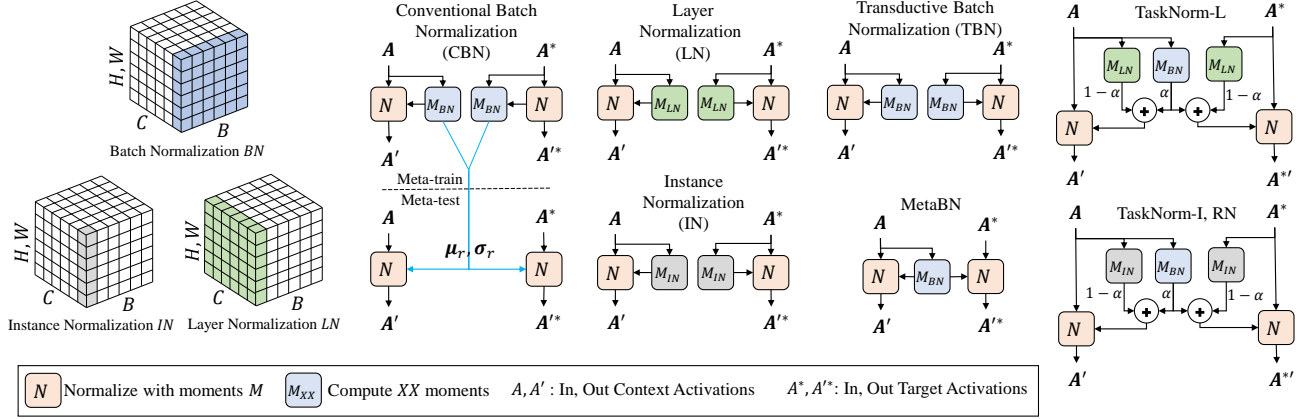 H, W
C
B
Batch Normalization BN
H, W
C
B
Instance Normalization IN
H, W
C
B
Layer Normalization LN
Conventional Batch
Normalization
(CBN)
A A*
N M_BN M_BN N
A′ A′*
Meta-train
Meta-test
A A*
μ_r, σ_r
N N
A′ A′*
Layer
Normalization
(LN)
A A*
N M_LN M_LN N
A′ A′*
Instance
Normalization
(IN)
A A*
N M_IN M_IN N
A′ A′*
Transductive Batch
Normalization (TBN)
A A*
N M_BN M_BN N
A′ A′*
MetaBN
A A*
N M_BN N
A′ A′*
TaskNorm-L
A A*
M_LN M_BN M_LN
1 − α α 1 − α
+ +
N N
A′ A*′
TaskNorm-I, RN
A A*
M_IN M_BN M_IN
1 − α α 1 − α
+ +
N N
A′ A*′
N Normalize with moments M
M_XX Compute XX moments
A, A′ : In, Out Context Activations
A*, A′*: In, Out Target Activations